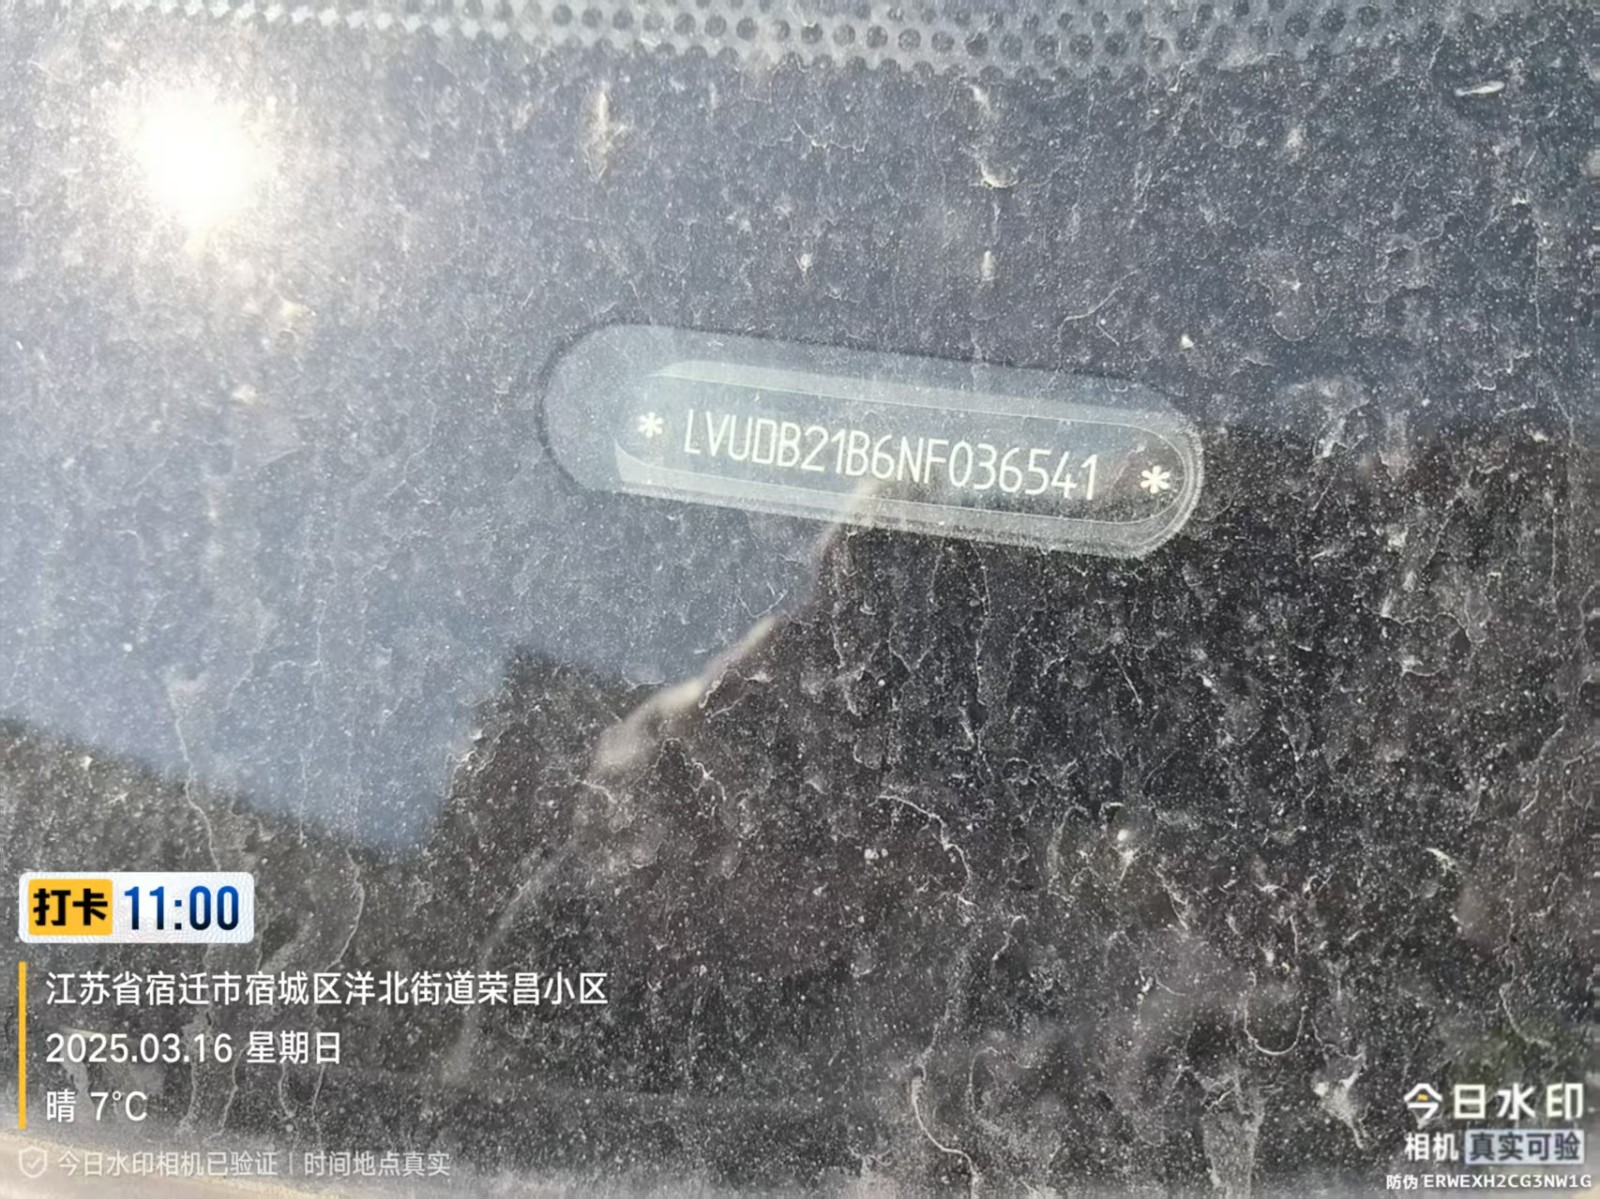 * LVUDB21B6NF036541 *
打卡 11:00
江苏省宿迁市宿城区洋北街道荣昌小区
2025.03.16 星期日
晴 7°C
今日水印相机已验证 | 时间地点真实
今日水印
相机 真实可验
防伪 ERWEXH2CG3NW1G